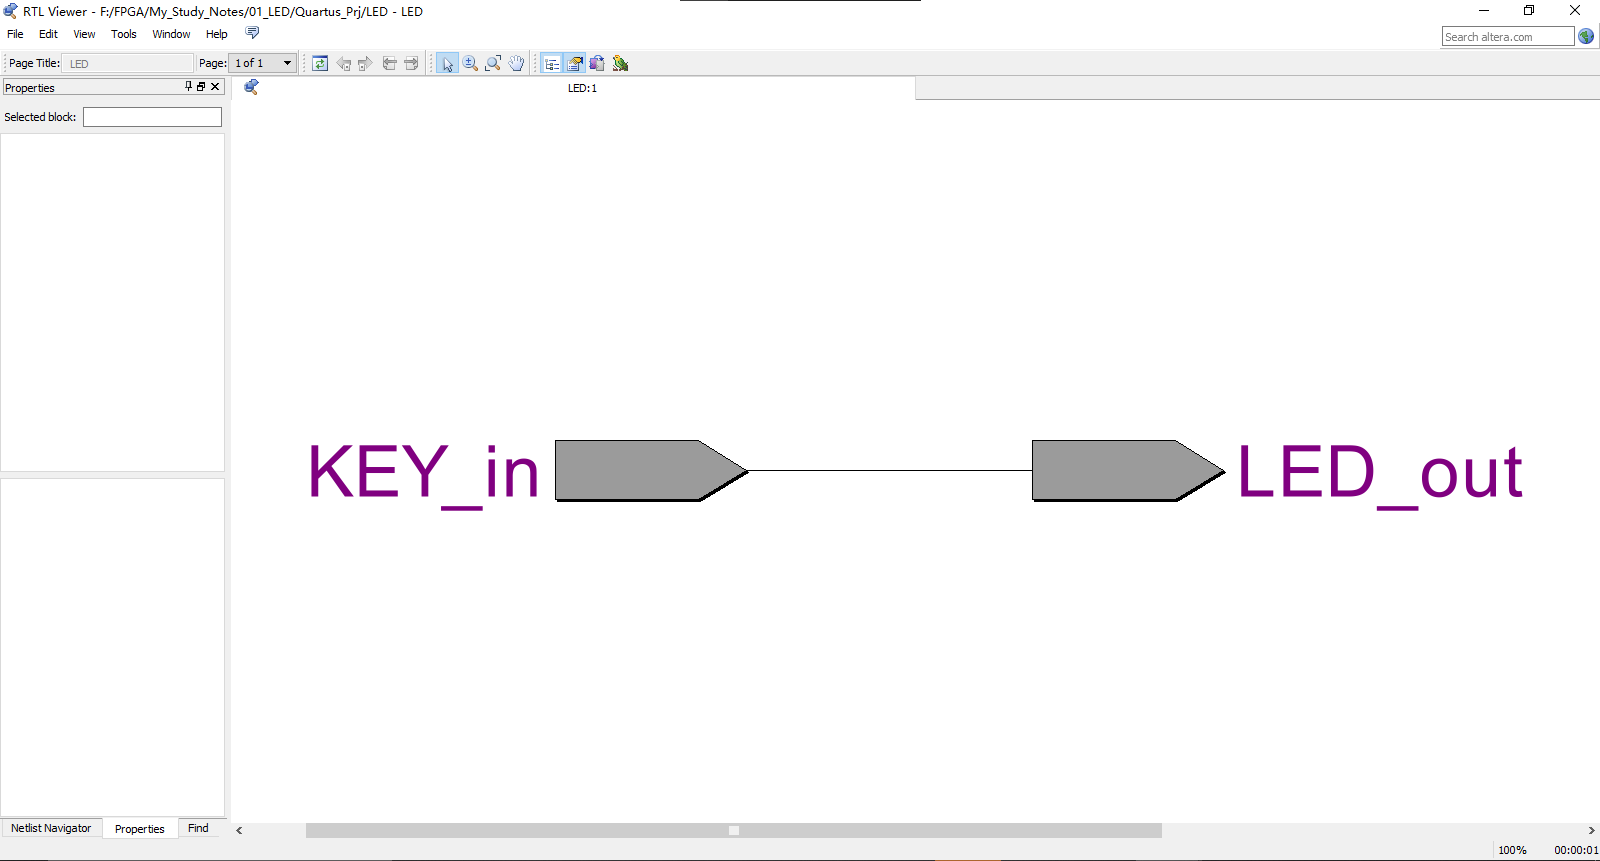 RTL Viewer - F:/FPGA/My_Study_Notes/01_LED/Quartus_Prj/LED - LED
File Edit View Tools Window Help
Search altera.com
Page Title: LED Page: 1 of 1
Properties
LED:1
Selected block:
KEY_in LED_out
Netlist Navigator Properties Find
100% 00:00:01